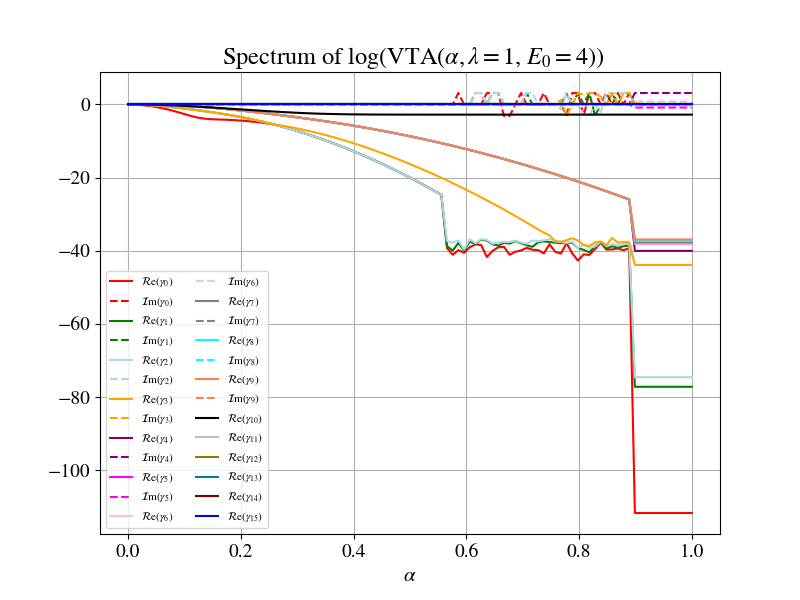 Spectrum of log(VTA(α, λ = 1, E₀ = 4))
0
−20
−40
−60
−80
−100
0.0 0.2 0.4 0.6 0.8 1.0
α
ℛe(γ₀)
ℐm(γ₀)
ℛe(γ₁)
ℐm(γ₁)
ℛe(γ₂)
ℐm(γ₂)
ℛe(γ₃)
ℐm(γ₃)
ℛe(γ₄)
ℐm(γ₄)
ℛe(γ₅)
ℐm(γ₅)
ℛe(γ₆)
ℐm(γ₆)
ℛe(γ₇)
ℐm(γ₇)
ℛe(γ₈)
ℐm(γ₈)
ℛe(γ₉)
ℐm(γ₉)
ℛe(γ₁₀)
ℛe(γ₁₁)
ℛe(γ₁₂)
ℛe(γ₁₃)
ℛe(γ₁₄)
ℛe(γ₁₅)